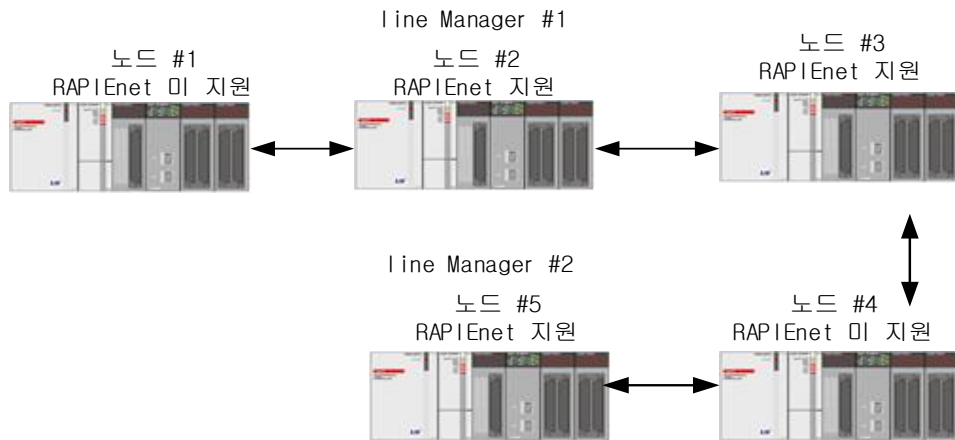 line Manager #1
노드 #1
RAPIEnet 미 지원
노드 #2
RAPIEnet 지원
노드 #3
RAPIEnet 지원
line Manager #2
노드 #5
RAPIEnet 지원
노드 #4
RAPIEnet 미 지원